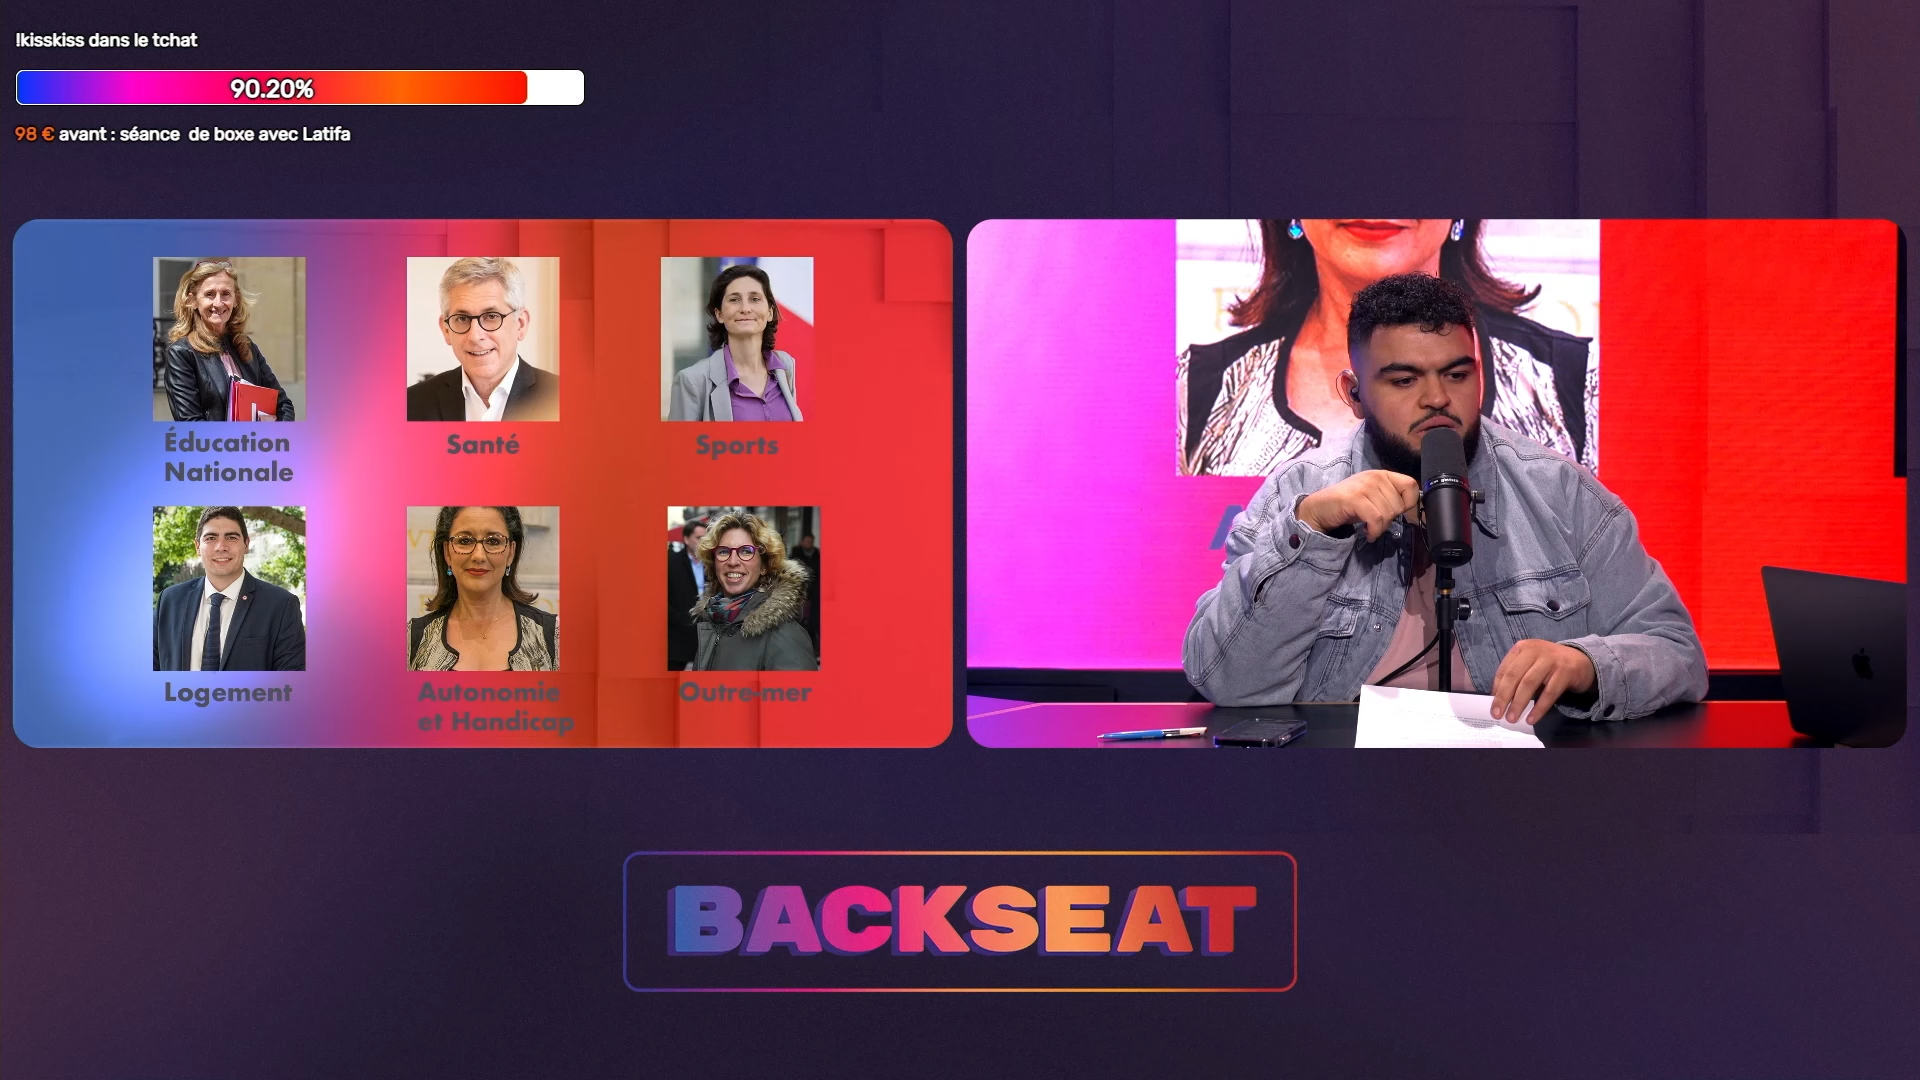 !kisskiss dans le tchat
90.20%
98 € avant : séance de boxe avec Latifa
Éducation
Nationale
Santé
Sports
Logement
Autonomie
et Handicap
Outre-mer
BACKSEAT